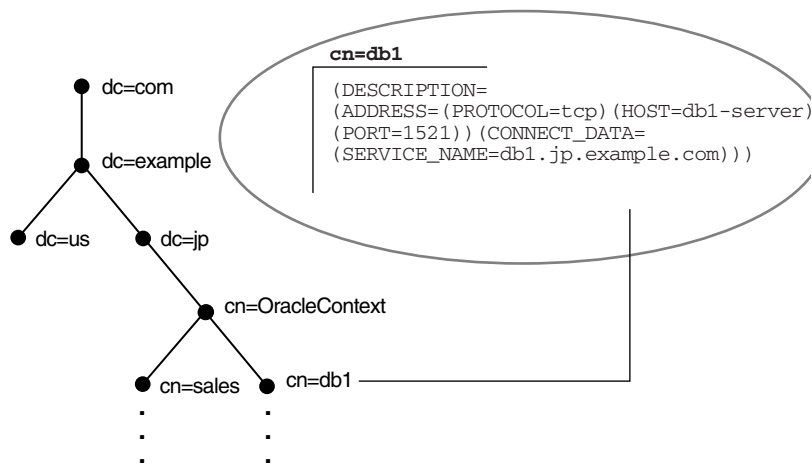 cn=db1
(DESCRIPTION=
(ADDRESS=(PROTOCOL=tcp)(HOST=db1-server)
(PORT=1521))(CONNECT_DATA=
(SERVICE_NAME=db1.jp.example.com)))
dc=com
dc=example
dc=us
dc=jp
cn=OracleContext
cn=sales
cn=db1